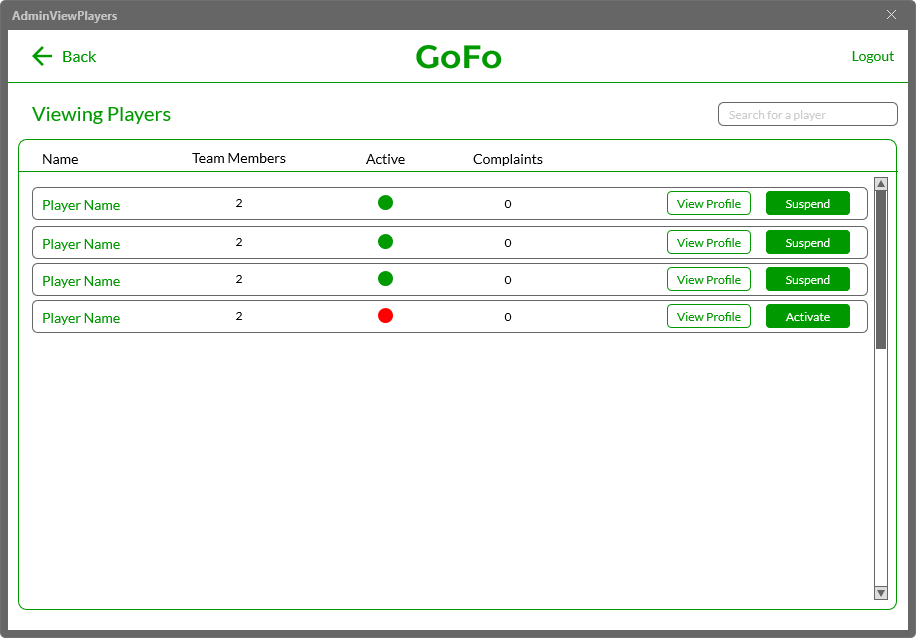 AdminViewPlayers
Back GoFo Logout
Viewing Players Search for a player
Name Team Members Active Complaints
Player Name 2 0 View Profile Suspend
Player Name 2 0 View Profile Suspend
Player Name 2 0 View Profile Suspend
Player Name 2 0 View Profile Activate